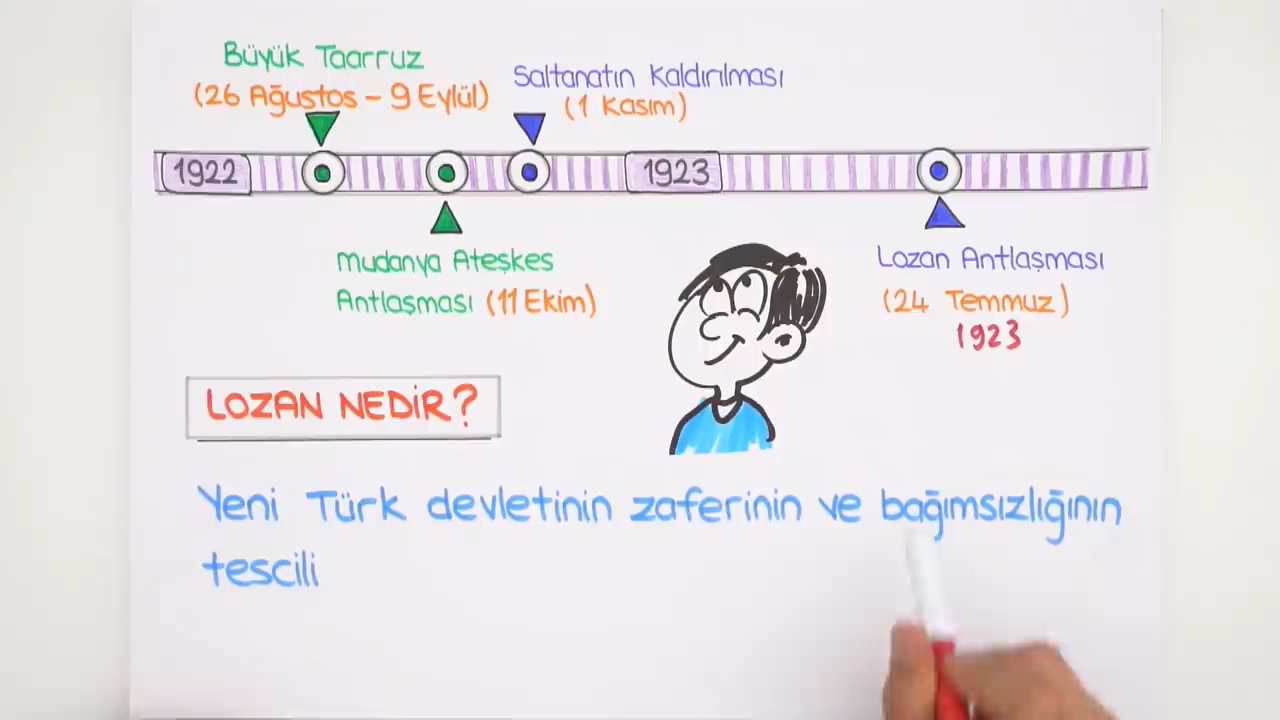 Büyük Taarruz
(26 Ağustos - 9 Eylül)
Saltanatın Kaldırılması
(1 Kasım)
1922
1923
Mudanya Ateşkes
Antlaşması (11 Ekim)
Lozan Antlaşması
(24 Temmuz)
1923
LOZAN NEDİR?
Yeni Türk devletinin zaferinin ve bağımsızlığının
tescili